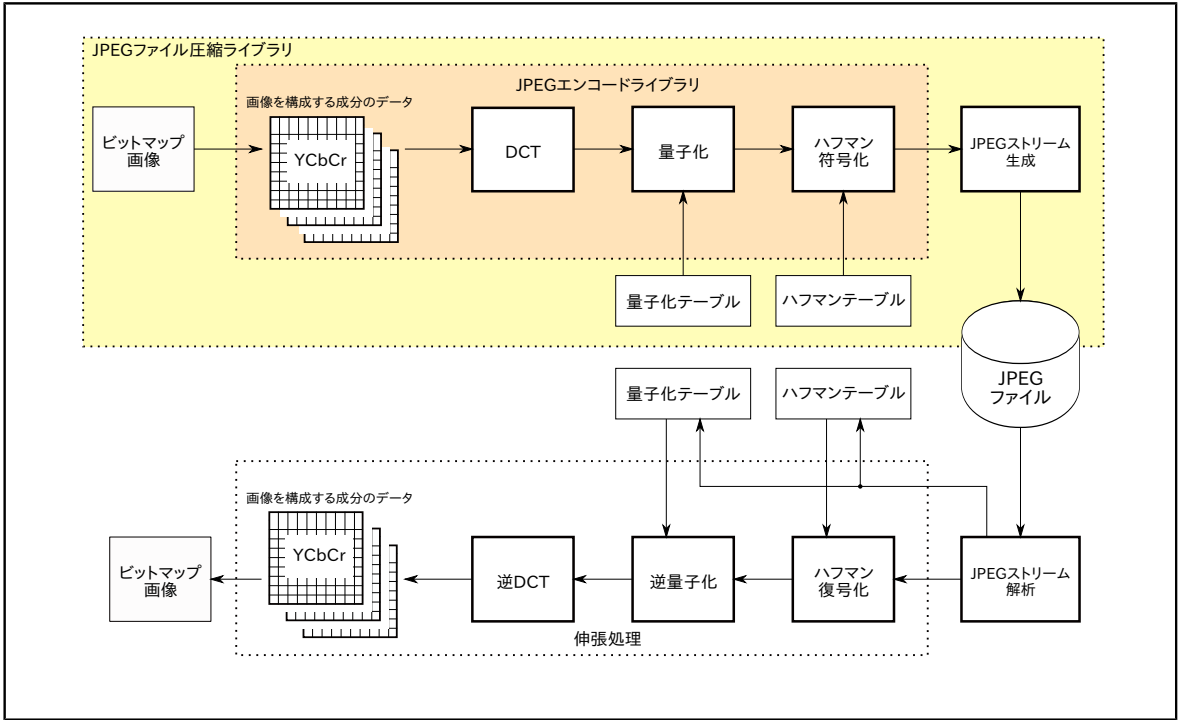 JPEGファイル圧縮ライブラリ
JPEGエンコードライブラリ
画像を構成する成分のデータ
ビットマップ
画像
YCbCr
DCT
量子化
ハフマン
符号化
JPEGストリーム
生成
量子化テーブル
ハフマンテーブル
JPEG
ファイル
量子化テーブル
ハフマンテーブル
画像を構成する成分のデータ
ビットマップ
画像
YCbCr
逆DCT
逆量子化
ハフマン
復号化
JPEGストリーム
解析
伸張処理